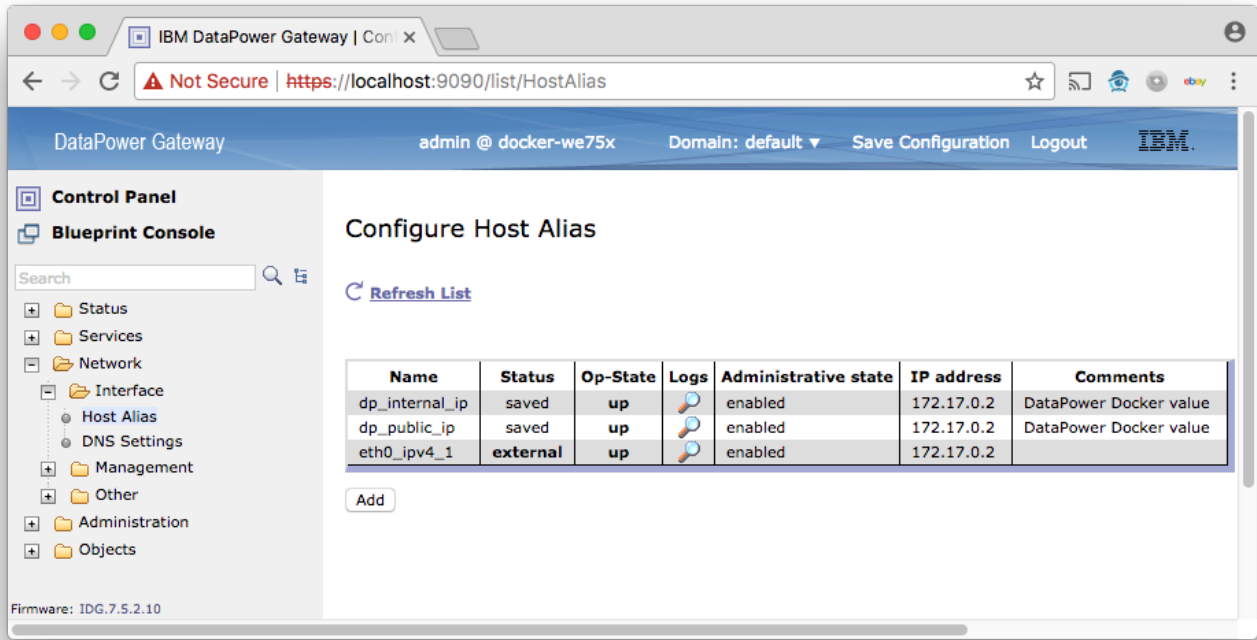 IBM DataPower Gateway | Con
Not Secure | https://localhost:9090/list/HostAlias
ebay
DataPower Gateway admin @ docker-we75x Domain: default ▼ Save Configuration Logout IBM.
Control Panel
Blueprint Console
Search
Status
Services
Network
Interface
Host Alias
DNS Settings
Management
Other
Administration
Objects
Firmware: IDG.7.5.2.10
Configure Host Alias
Refresh List
Name Status Op-State Logs Administrative state IP address Comments
dp_internal_ip saved up enabled 172.17.0.2 DataPower Docker value
dp_public_ip saved up enabled 172.17.0.2 DataPower Docker value
eth0_ipv4_1 external up enabled 172.17.0.2
Add